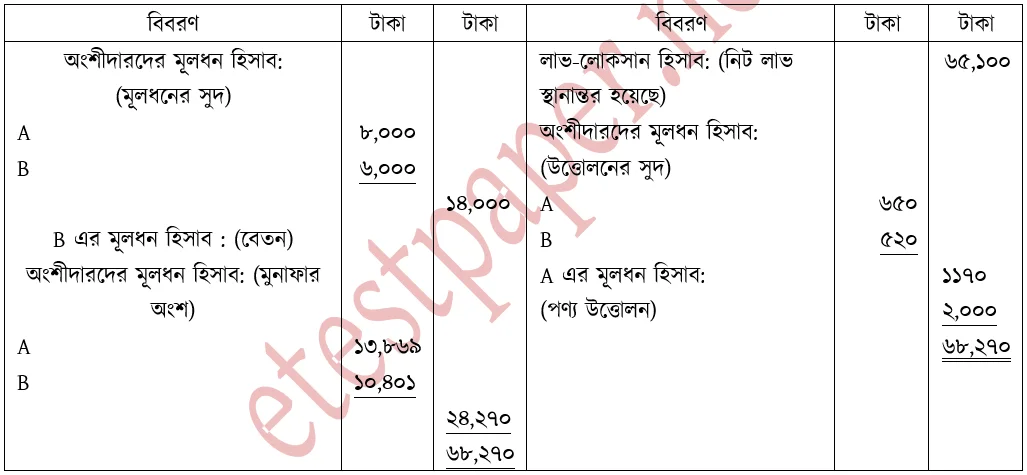 বিবরণ টাকা টাকা বিবরণ টাকা টাকা
অংশীদারদের মূলধন হিসাব: লাভ-লোকসান হিসাব: (নিট লাভ ৬৫,১০০
(মূলধনের সুদ) স্থানান্তর হয়েছে)
A ৮,০০০ অংশীদারদের মূলধন হিসাব:
B ৬,০০০ (উত্তোলনের সুদ)
১৪,০০০ A ৬৫০
B এর মূলধন হিসাব : (বেতন) B ৫২০
অংশীদারদের মূলধন হিসাব: (মুনাফার A এর মূলধন হিসাব: ১১৭০
অংশ) (পণ্য উত্তোলন) ২,০০০
A ১৩,৮৬৯ ৬৮,২৭০
B ১০,৪০১
২৪,২৭০
৬৮,২৭০